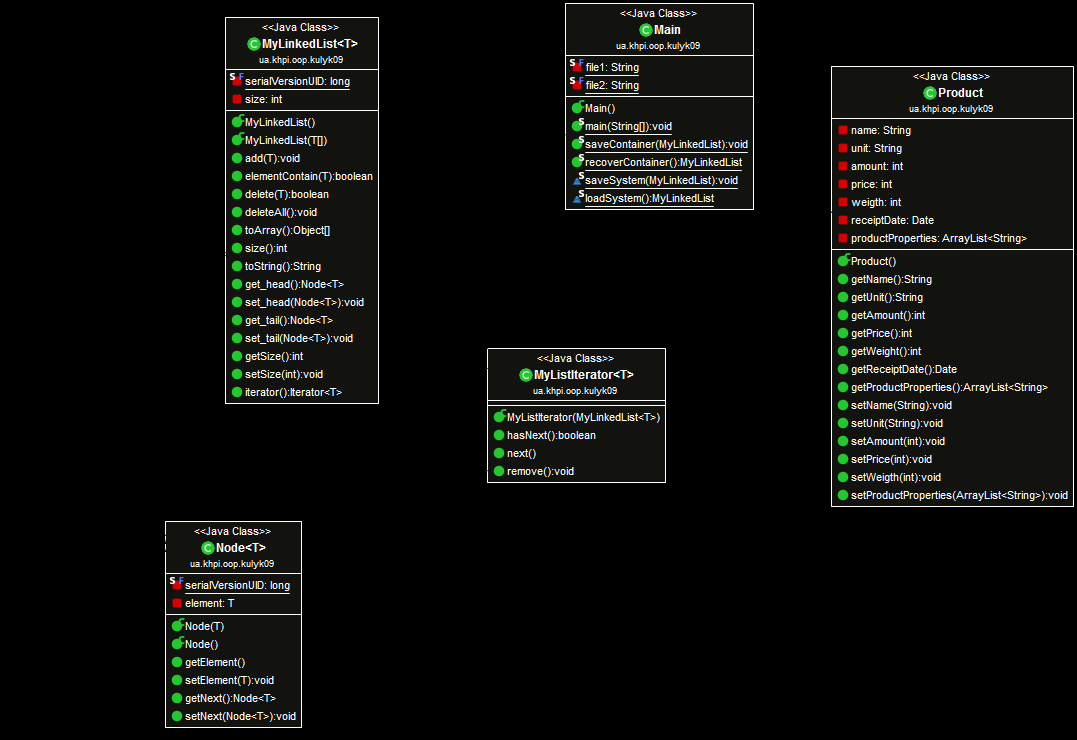 <<Java Class>>
MyLinkedList<T>
ua.khpi.oop.kulyk09
serialVersionUID: long
size: int
MyLinkedList()
MyLinkedList(T[])
add(T):void
elementContain(T):boolean
delete(T):boolean
deleteAll():void
toArray():Object[]
size():int
toString():String
get_head():Node<T>
set_head(Node<T>):void
get_tail():Node<T>
set_tail(Node<T>):void
getSize():int
setSize(int):void
iterator():Iterator<T>
<<Java Class>>
Main
ua.khpi.oop.kulyk09
file1: String
file2: String
Main()
main(String[]):void
saveContainer(MyLinkedList):void
recoverContainer():MyLinkedList
saveSystem(MyLinkedList):void
loadSystem():MyLinkedList
<<Java Class>>
Product
ua.khpi.oop.kulyk09
name: String
unit: String
amount: int
price: int
weigth: int
receiptDate: Date
productProperties: ArrayList<String>
Product()
getName():String
getUnit():String
getAmount():int
getPrice():int
getWeight():int
getReceiptDate():Date
getProductProperties():ArrayList<String>
setName(String):void
setUnit(String):void
setAmount(int):void
setPrice(int):void
setWeigth(int):void
setProductProperties(ArrayList<String>):void
<<Java Class>>
MyListIterator<T>
ua.khpi.oop.kulyk09
MyListIterator(MyLinkedList<T>)
hasNext():boolean
next()
remove():void
<<Java Class>>
Node<T>
ua.khpi.oop.kulyk09
serialVersionUID: long
element: T
Node(T)
Node()
getElement()
setElement(T):void
getNext():Node<T>
setNext(Node<T>):void